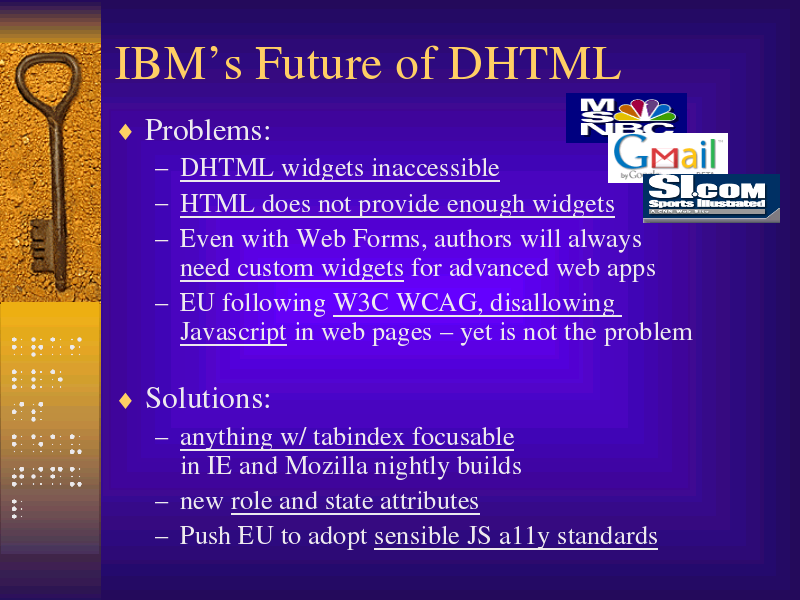 IBM’s Future of DHTML
♦ Problems:
– DHTML widgets inaccessible
– HTML does not provide enough widgets
– Even with Web Forms, authors will always
need custom widgets for advanced web apps
– EU following W3C WCAG, disallowing
Javascript in web pages – yet is not the problem
MSNBC
Gmail™
by Google BETA
SI.COM
Sports Illustrated
A CNN Web Site
♦ Solutions:
– anything w/ tabindex focusable
in IE and Mozilla nightly builds
– new role and state attributes
– Push EU to adopt sensible JS a11y standards